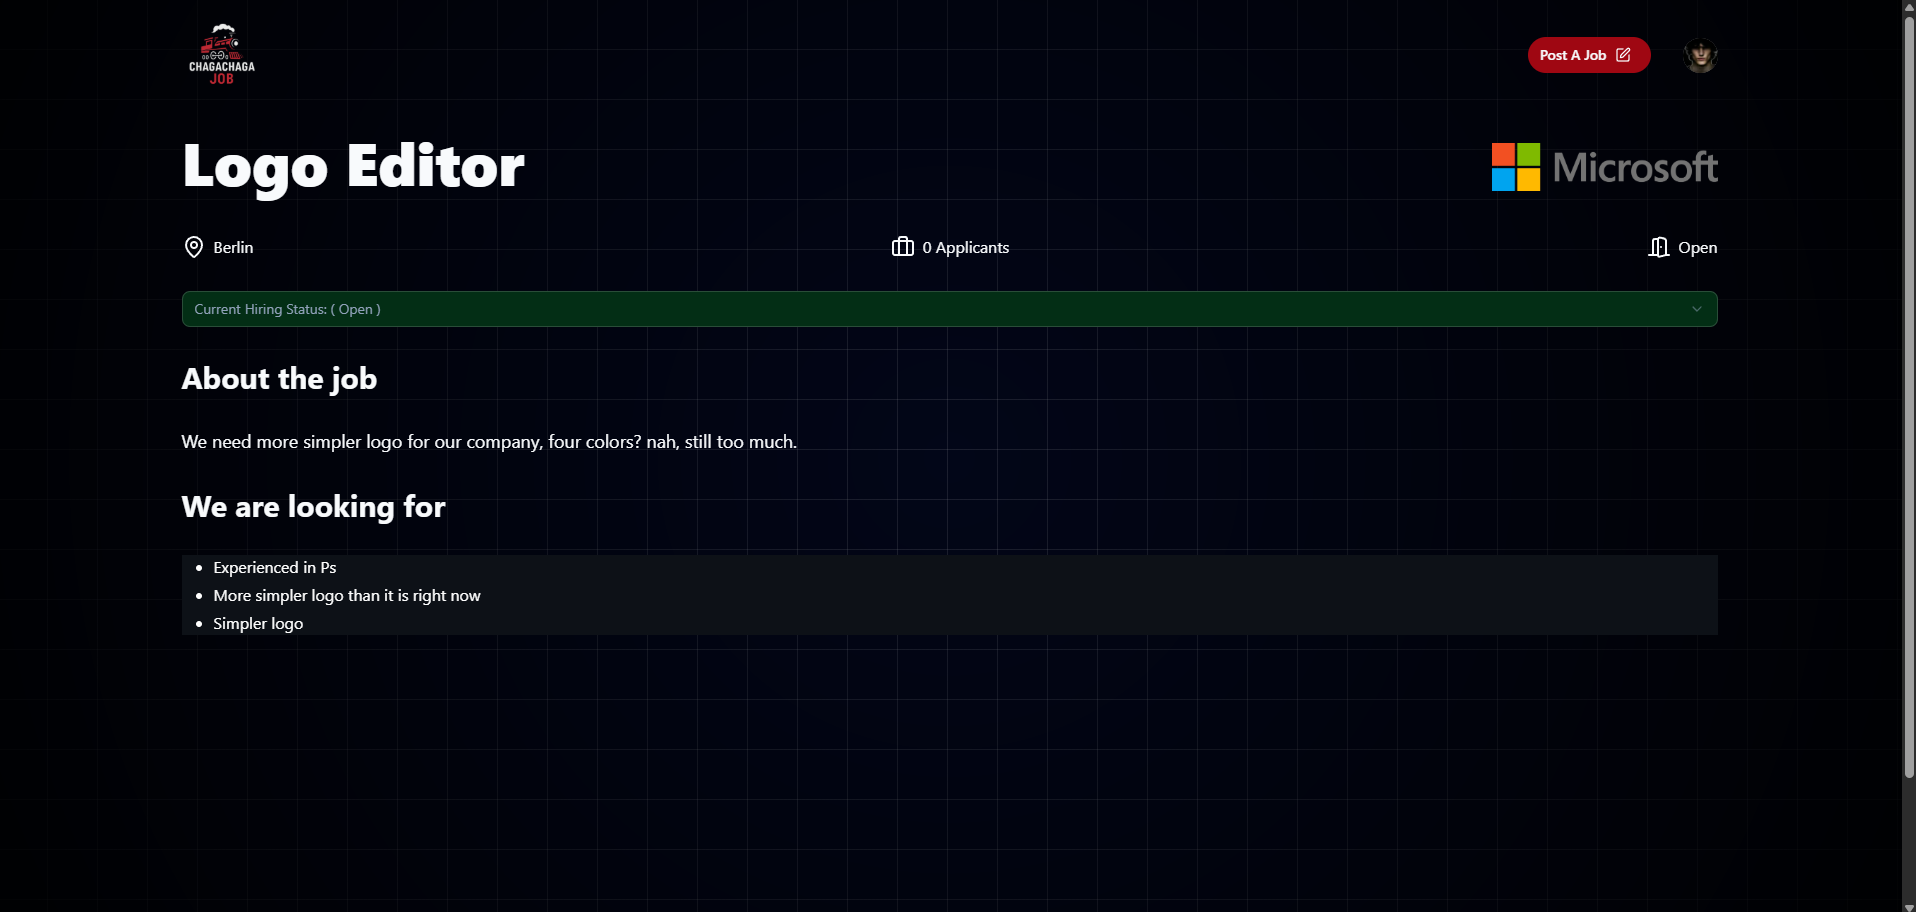 CHAGACHAGA
JOB
Post A Job
Logo Editor
Microsoft
Berlin
0 Applicants
Open
Current Hiring Status: ( Open )
About the job
We need more simpler logo for our company, four colors? nah, still too much.
We are looking for
Experienced in Ps
More simpler logo than it is right now
Simpler logo